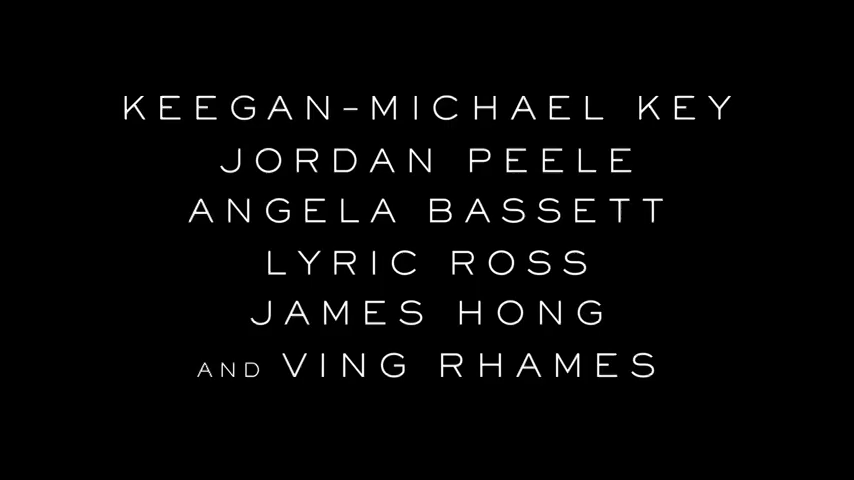 KEEGAN-MICHAEL KEY
JORDAN PEELE
ANGELA BASSETT
LYRIC ROSS
JAMES HONG
AND VING RHAMES